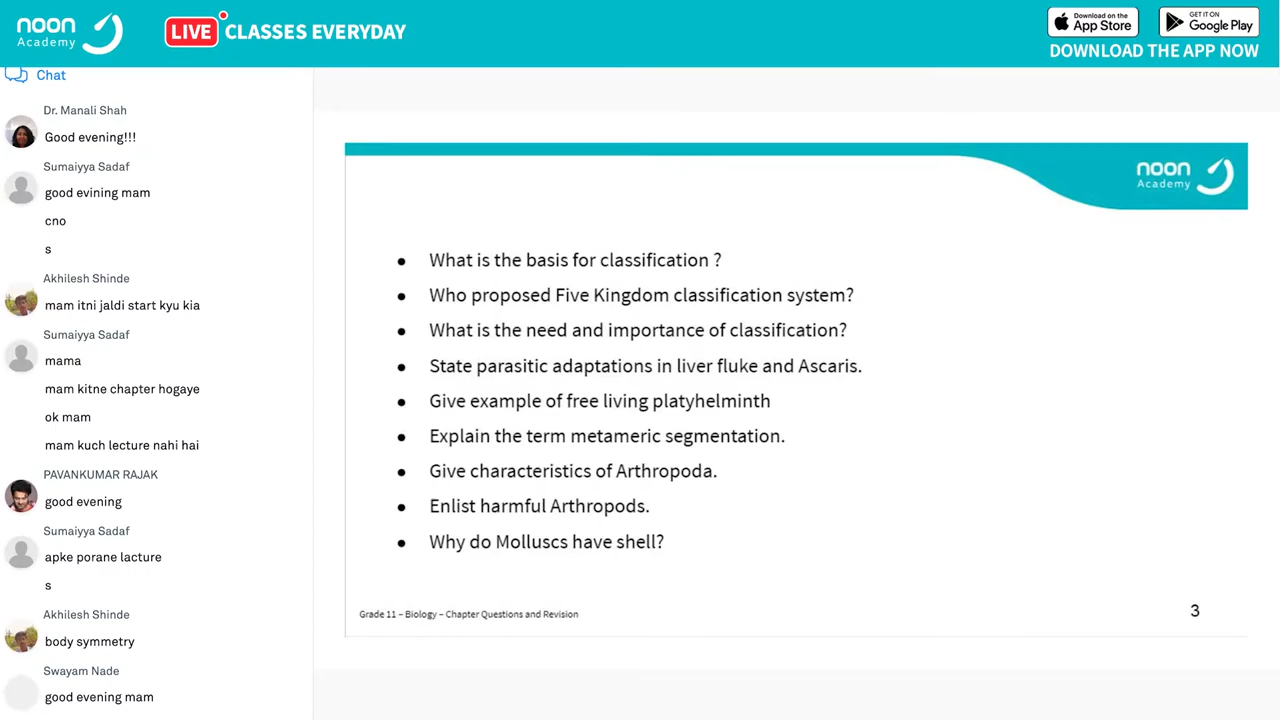 noon
Academy
LIVE CLASSES EVERYDAY
Download on the
App Store
GET IT ON
Google Play
DOWNLOAD THE APP NOW
Chat
Dr. Manali Shah
Good evening!!!
Sumaiyya Sadaf
good evining mam
cno
s
Akhilesh Shinde
mam itni jaldi start kyu kia
Sumaiyya Sadaf
mama
mam kitne chapter hogaye
ok mam
mam kuch lecture nahi hai
PAVANKUMAR RAJAK
good evening
Sumaiyya Sadaf
apke porane lacture
s
Akhilesh Shinde
body symmetry
Swayam Nade
good evening mam
noon
Academy
• What is the basis for classification ?
• Who proposed Five Kingdom classification system?
• What is the need and importance of classification?
• State parasitic adaptations in liver fluke and Ascaris.
• Give example of free living platyhelminth
• Explain the term metameric segmentation.
• Give characteristics of Arthropoda.
• Enlist harmful Arthropods.
• Why do Molluscs have shell?
Grade 11 – Biology – Chapter Questions and Revision
3